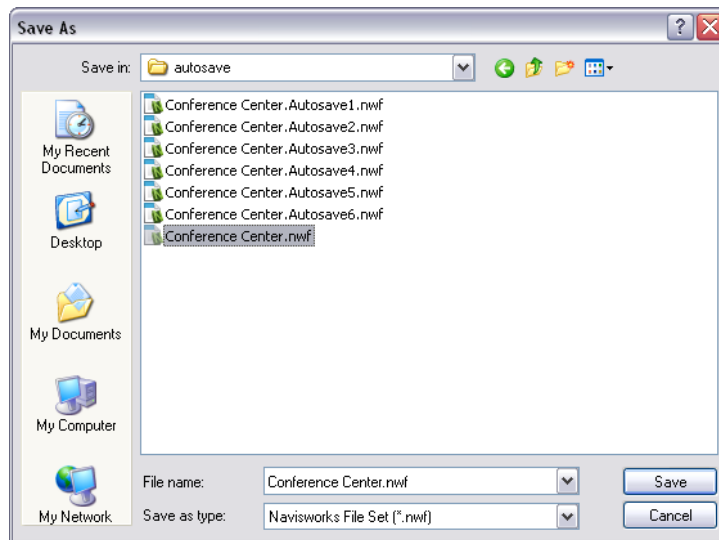 Save As
Save in: autosave
Conference Center.Autosave1.nwf
Conference Center.Autosave2.nwf
Conference Center.Autosave3.nwf
Conference Center.Autosave4.nwf
Conference Center.Autosave5.nwf
Conference Center.Autosave6.nwf
Conference Center.nwf
My Recent
Documents
Desktop
My Documents
My Computer
My Network
File name: Conference Center.nwf Save
Save as type: Navisworks File Set (*.nwf) Cancel